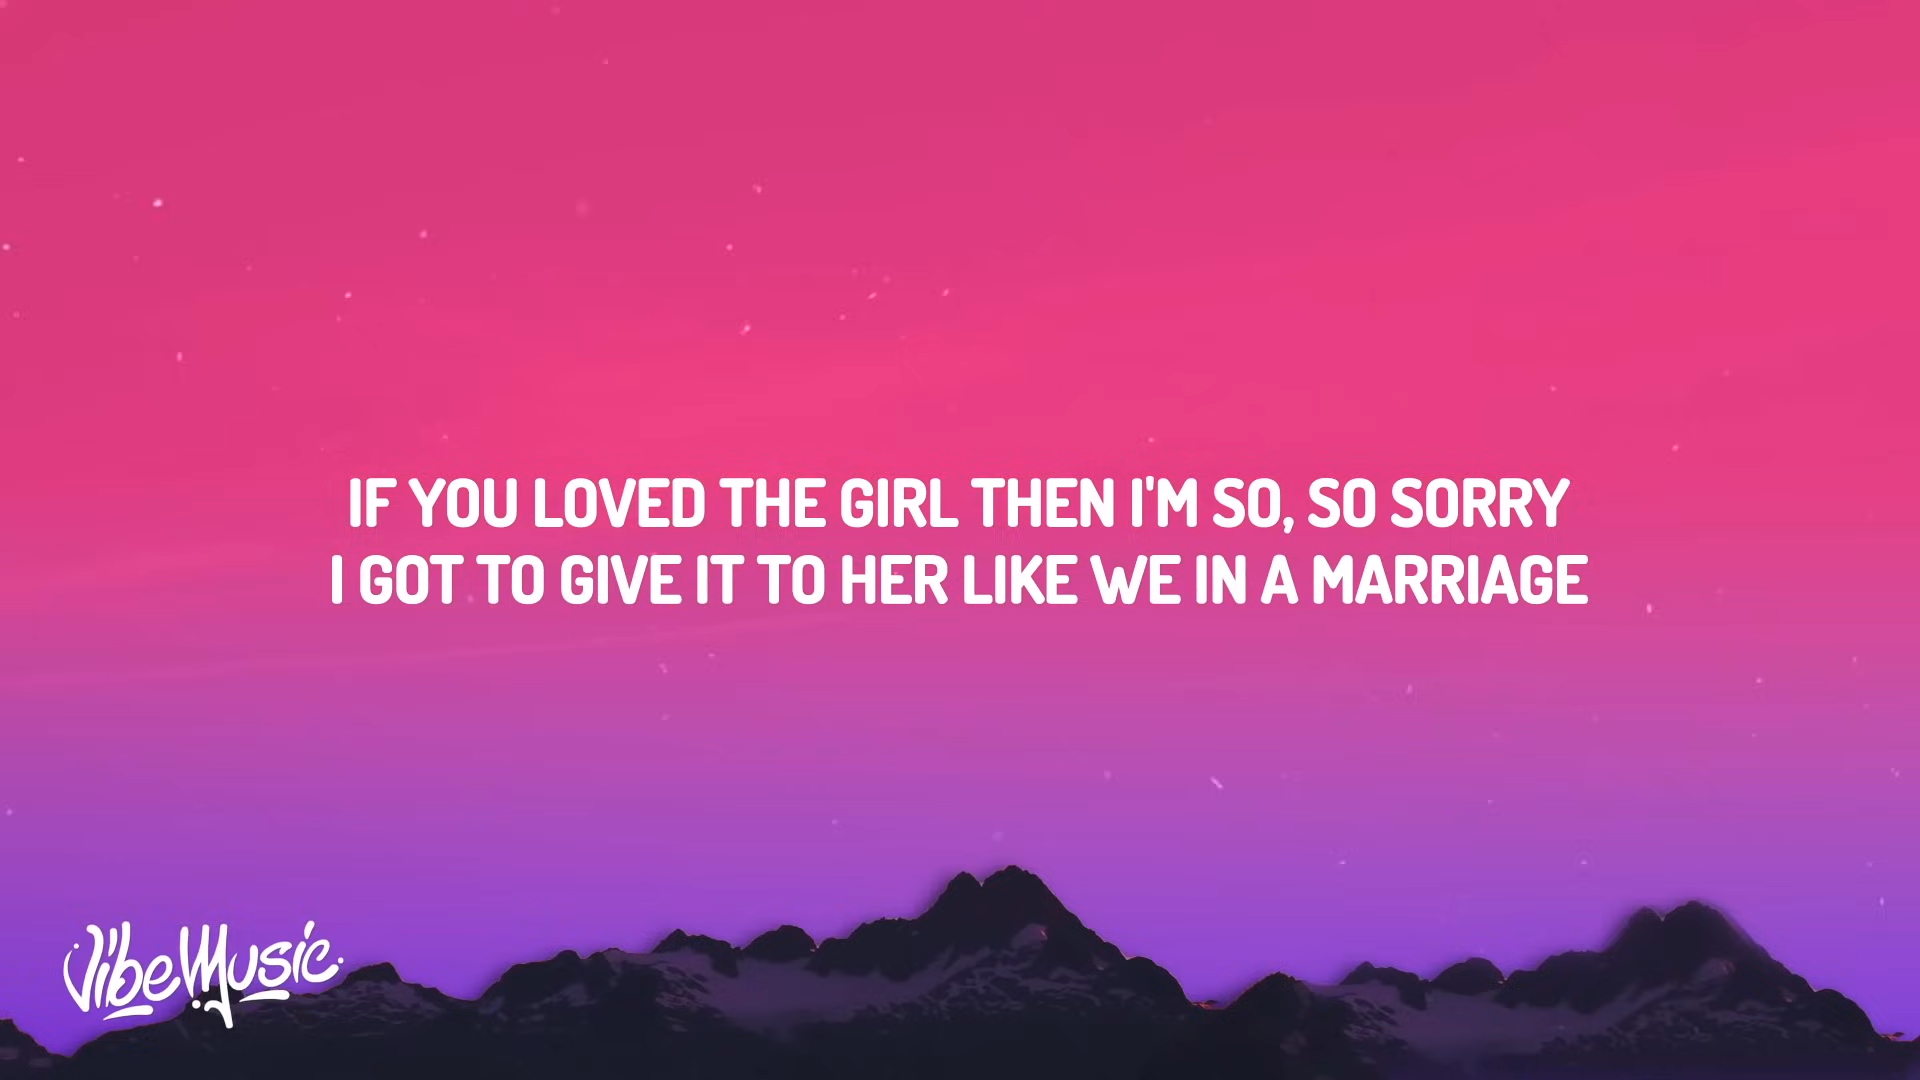 IF YOU LOVED THE GIRL THEN I'M SO, SO SORRY
I GOT TO GIVE IT TO HER LIKE WE IN A MARRIAGE
VibeMusic